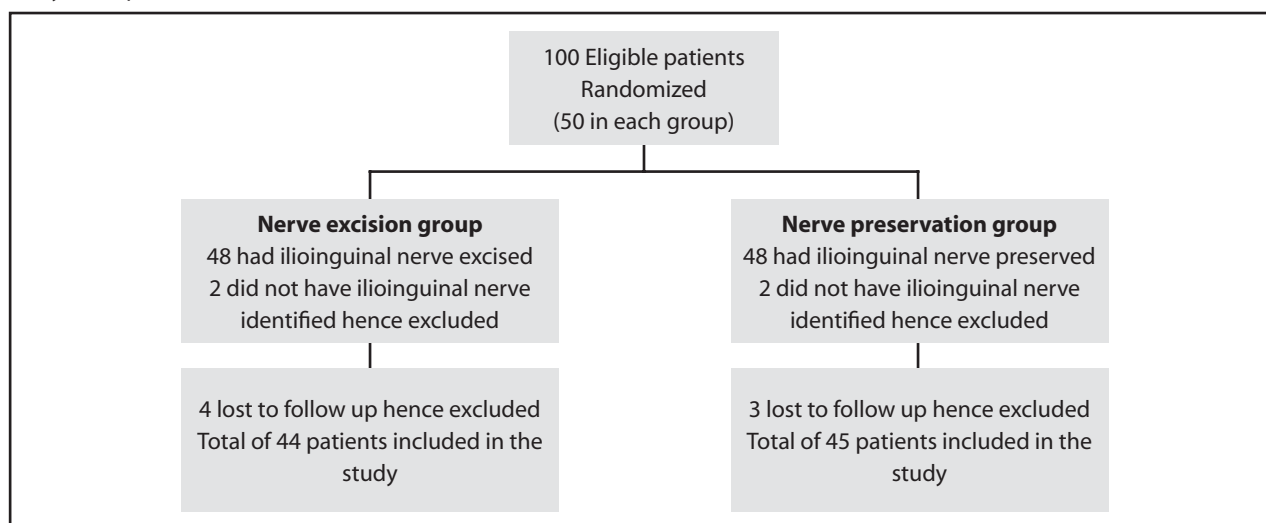 100 Eligible patients
Randomized
(50 in each group)
Nerve excision group
48 had ilioinguinal nerve excised
2 did not have ilioinguinal nerve
identified hence excluded
Nerve preservation group
48 had ilioinguinal nerve preserved
2 did not have ilioinguinal nerve
identified hence excluded
4 lost to follow up hence excluded
Total of 44 patients included in the
study
3 lost to follow up hence excluded
Total of 45 patients included in the
study